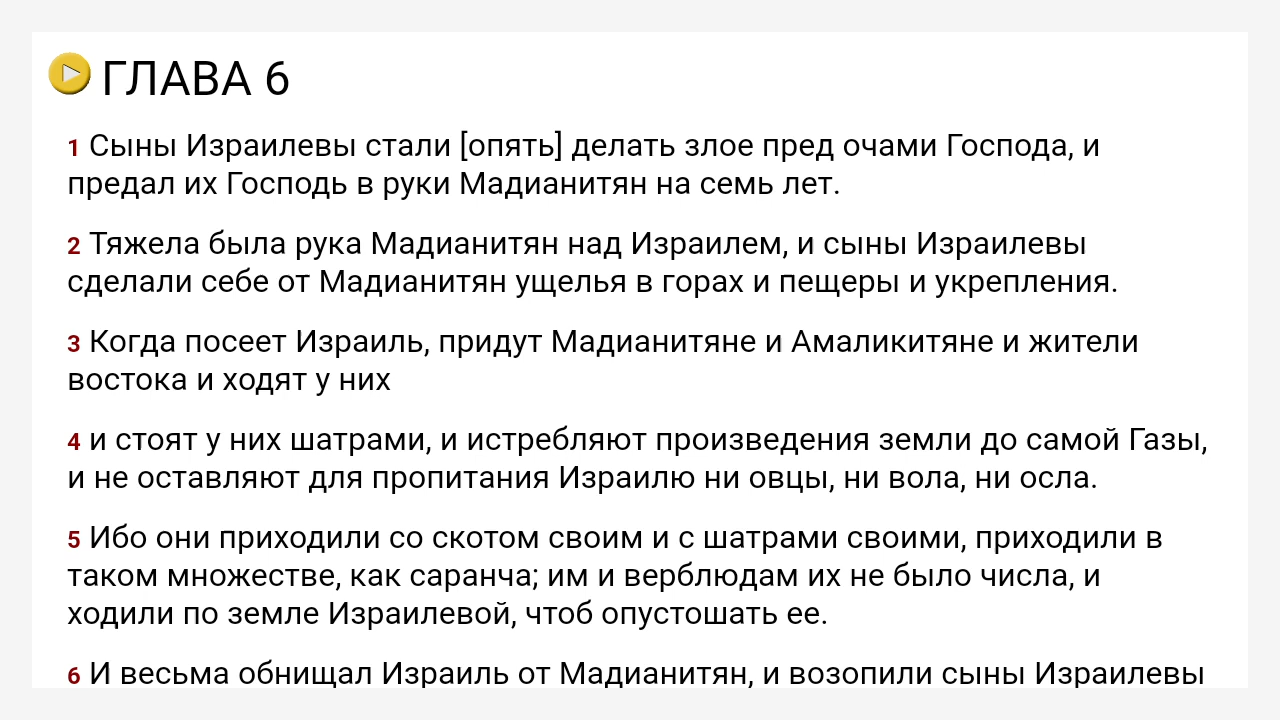 ГЛАВА 6
1 Сыны Израилевы стали [опять] делать злое пред очами Господа, и
предал их Господь в руки Мадианитян на семь лет.
2 Тяжела была рука Мадианитян над Израилем, и сыны Израилевы
сделали себе от Мадианитян ущелья в горах и пещеры и укрепления.
3 Когда посеет Израиль, придут Мадианитяне и Амаликитяне и жители
востока и ходят у них
4 и стоят у них шатрами, и истребляют произведения земли до самой Газы,
и не оставляют для пропитания Израилю ни овцы, ни вола, ни осла.
5 Ибо они приходили со скотом своим и с шатрами своими, приходили в
таком множестве, как саранча; им и верблюдам их не было числа, и
ходили по земле Израилевой, чтоб опустошать ее.
6 И весьма обнищал Израиль от Мадианитян, и возопили сыны Израилевы